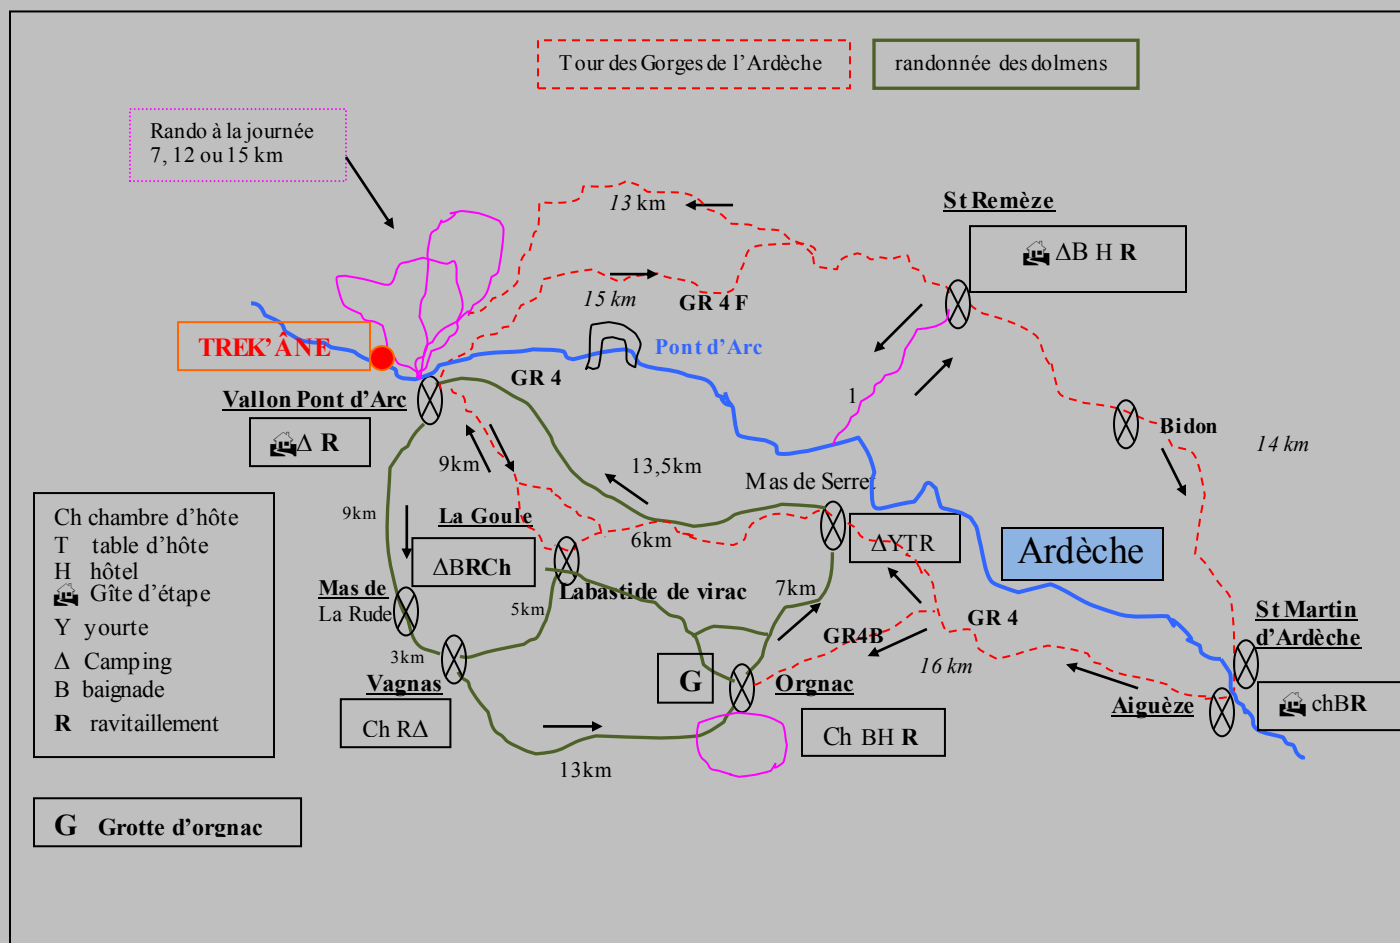 Tour des Gorges de l'Ardèche
randonnée des dolmens
Rando à la journée
7, 12 ou 15 km
13 km
St Remèze
ΔB H R
15 km
GR 4 F
TREK'ÂNE
Pont d'Arc
GR 4
Vallon Pont d'Arc
Δ R
1
Bidon
14 km
9km
13,5km
Mas de Serret
Ch chambre d'hôte
T table d'hôte
H hôtel
Gîte d'étape
Y yourte
Δ Camping
B baignade
R ravitaillement
9km
La Goule
6km
ΔYTR
Ardèche
ΔBRCh
Mas de
La Rude
5km
Labastide de virac
7km
GR4B
GR 4
St Martin
d'Ardèche
3km
16 km
Vagnas
G
Orgnac
Aiguèze
chBR
Ch RΔ
Ch BH R
13km
G Grotte d'orgnac